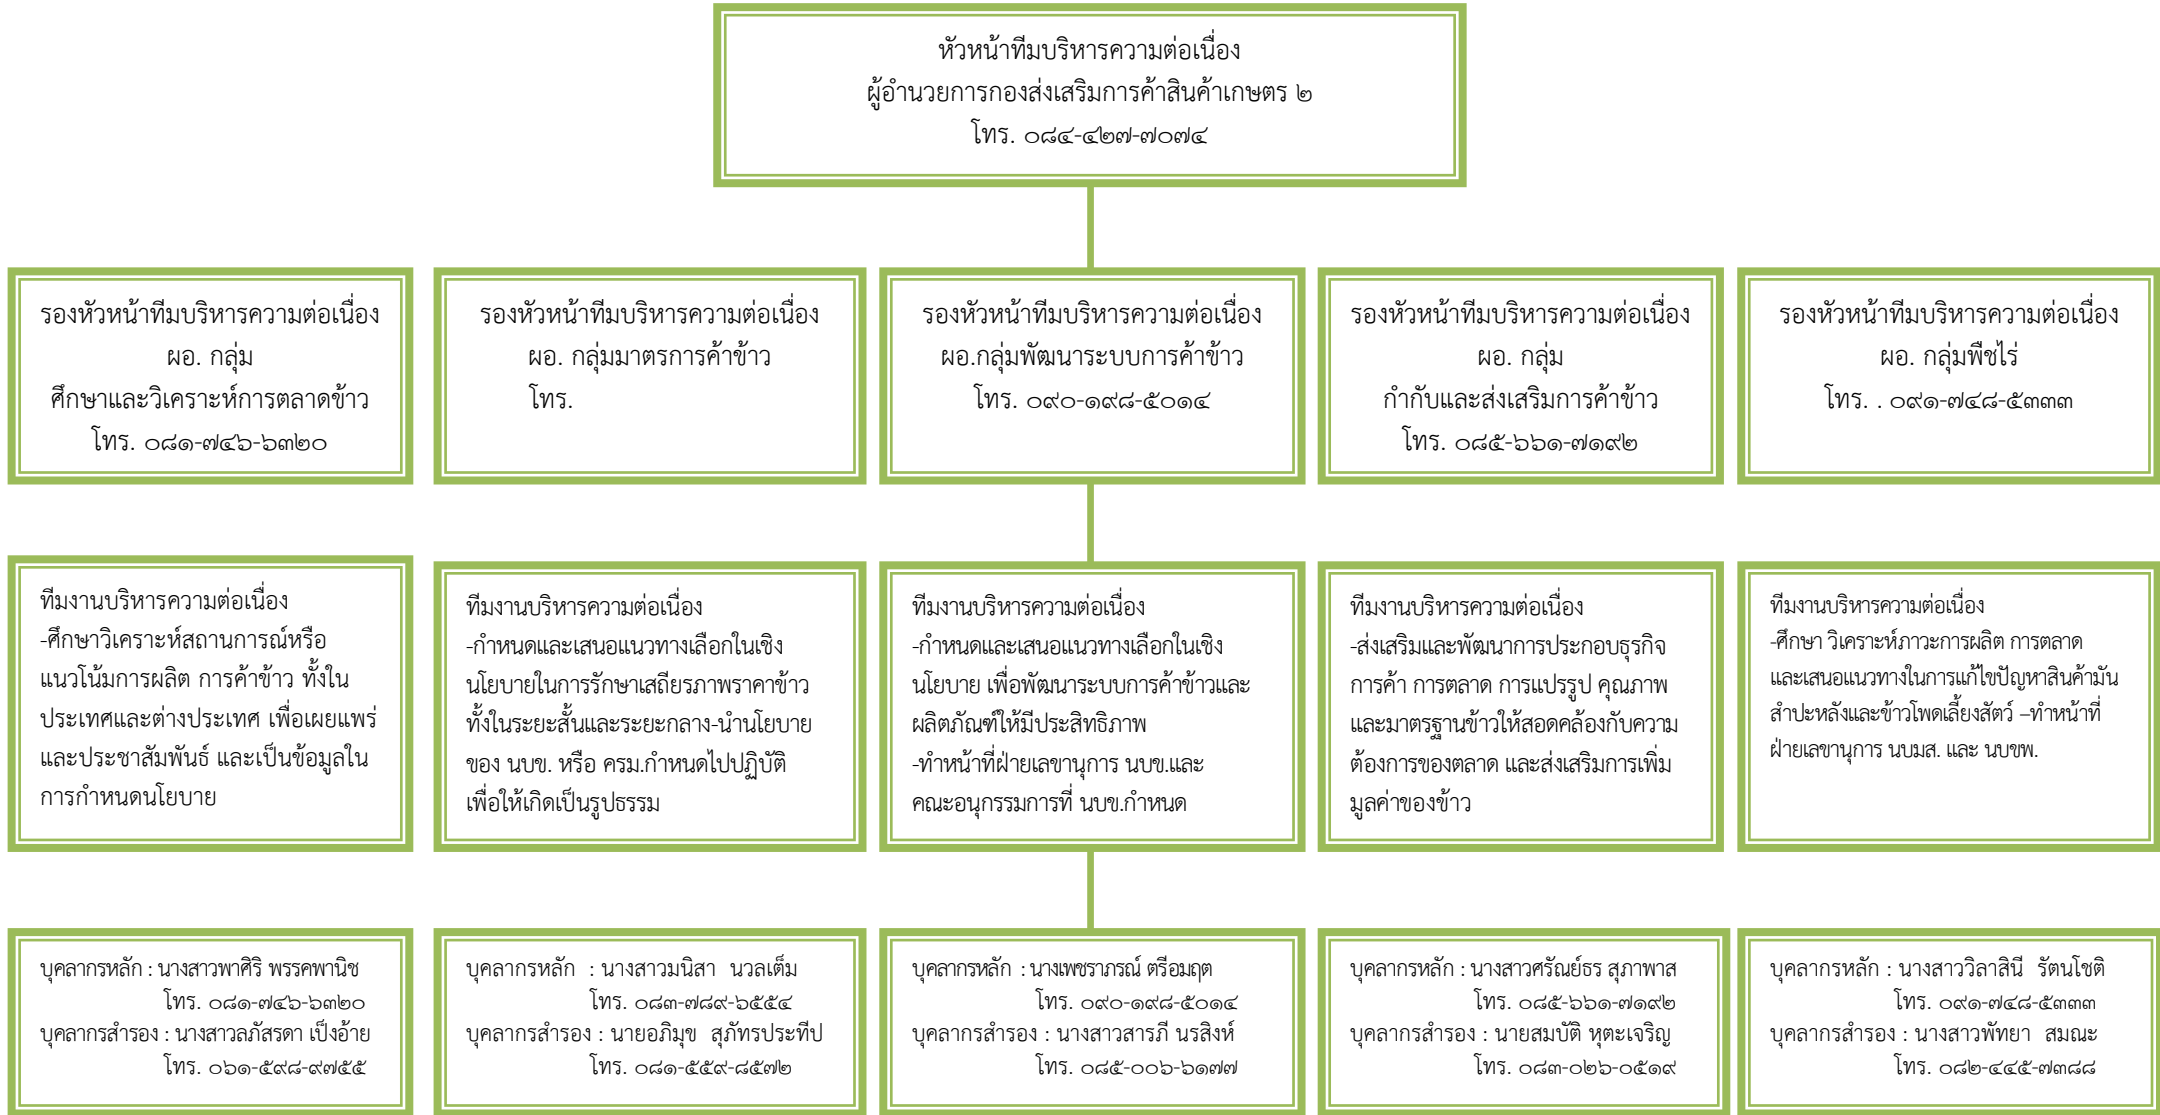 หัวหน้าทีมบริหารความต่อเนื่อง
ผู้อำนวยการกองส่งเสริมการค้าสินค้าเกษตร ๒
โทร. ๐๘๔-๔๒๗-๗๐๗๔
รองหัวหน้าทีมบริหารความต่อเนื่อง
ผอ. กลุ่ม
ศึกษาและวิเคราะห์การตลาดข้าว
โทร. ๐๘๑-๗๔๖-๖๓๒๐
รองหัวหน้าทีมบริหารความต่อเนื่อง
ผอ. กลุ่มมาตรการค้าข้าว
โทร.
รองหัวหน้าทีมบริหารความต่อเนื่อง
ผอ.กลุ่มพัฒนาระบบการค้าข้าว
โทร. ๐๙๐-๑๙๘-๕๐๑๔
รองหัวหน้าทีมบริหารความต่อเนื่อง
ผอ. กลุ่ม
กำกับและส่งเสริมการค้าข้าว
โทร. ๐๘๕-๖๖๑-๗๑๙๒
รองหัวหน้าทีมบริหารความต่อเนื่อง
ผอ. กลุ่มพืชไร่
โทร. . ๐๙๑-๗๔๘-๕๓๓๓
ทีมงานบริหารความต่อเนื่อง
-ศึกษาวิเคราะห์สถานการณ์หรือ
แนวโน้มการผลิต การค้าข้าว ทั้งใน
ประเทศและต่างประเทศ เพื่อเผยแพร่
และประชาสัมพันธ์ และเป็นข้อมูลใน
การกำหนดนโยบาย
ทีมงานบริหารความต่อเนื่อง
-กำหนดและเสนอแนวทางเลือกในเชิง
นโยบายในการรักษาเสถียรภาพราคาข้าว
ทั้งในระยะสั้นและระยะกลาง-นำนโยบาย
ของ นบข. หรือ ครม.กำหนดไปปฏิบัติ
เพื่อให้เกิดเป็นรูปธรรม
ทีมงานบริหารความต่อเนื่อง
-กำหนดและเสนอแนวทางเลือกในเชิง
นโยบาย เพื่อพัฒนาระบบการค้าข้าวและ
ผลิตภัณฑ์ให้มีประสิทธิภาพ
-ทำหน้าที่ฝ่ายเลขานุการ นบข.และ
คณะอนุกรรมการที่ นบข.กำหนด
ทีมงานบริหารความต่อเนื่อง
-ส่งเสริมและพัฒนาการประกอบธุรกิจ
การค้า การตลาด การแปรรูป คุณภาพ
และมาตรฐานข้าวให้สอดคล้องกับความ
ต้องการของตลาด และส่งเสริมการเพิ่ม
มูลค่าของข้าว
ทีมงานบริหารความต่อเนื่อง
-ศึกษา วิเคราะห์ภาวะการผลิต การตลาด
และเสนอแนวทางในการแก้ไขปัญหาสินค้ามัน
สำปะหลังและข้าวโพดเลี้ยงสัตว์ –ทำหน้าที่
ฝ่ายเลขานุการ นบมส. และ นบขพ.
บุคลากรหลัก : นางสาวพาศิริ พรรคพานิช
โทร. ๐๘๑-๗๔๖-๖๓๒๐
บุคลากรสำรอง : นางสาวลภัสรดา เป็งอ้าย
โทร. ๐๖๑-๕๙๘-๙๗๕๕
บุคลากรหลัก : นางสาวมนิสา นวลเต็ม
โทร. ๐๘๓-๗๘๙-๖๕๕๔
บุคลากรสำรอง : นายอภิมุข สุภัทรประทีป
โทร. ๐๘๑-๕๕๙-๘๕๗๒
บุคลากรหลัก : นางเพชราภรณ์ ตรีอมฤต
โทร. ๐๙๐-๑๙๘-๕๐๑๔
บุคลากรสำรอง : นางสาวสารภี นรสิงห์
โทร. ๐๘๕-๐๐๖-๖๑๗๗
บุคลากรหลัก : นางสาวศรัณย์ธร สุภาพาส
โทร. ๐๘๕-๖๖๑-๗๑๙๒
บุคลากรสำรอง : นายสมบัติ หุตะเจริญ
โทร. ๐๘๓-๐๒๖-๐๕๑๙
บุคลากรหลัก : นางสาววิลาสินี รัตนโชติ
โทร. ๐๙๑-๗๔๘-๕๓๓๓
บุคลากรสำรอง : นางสาวพัทยา สมณะ
โทร. ๐๘๒-๔๔๕-๗๓๘๘